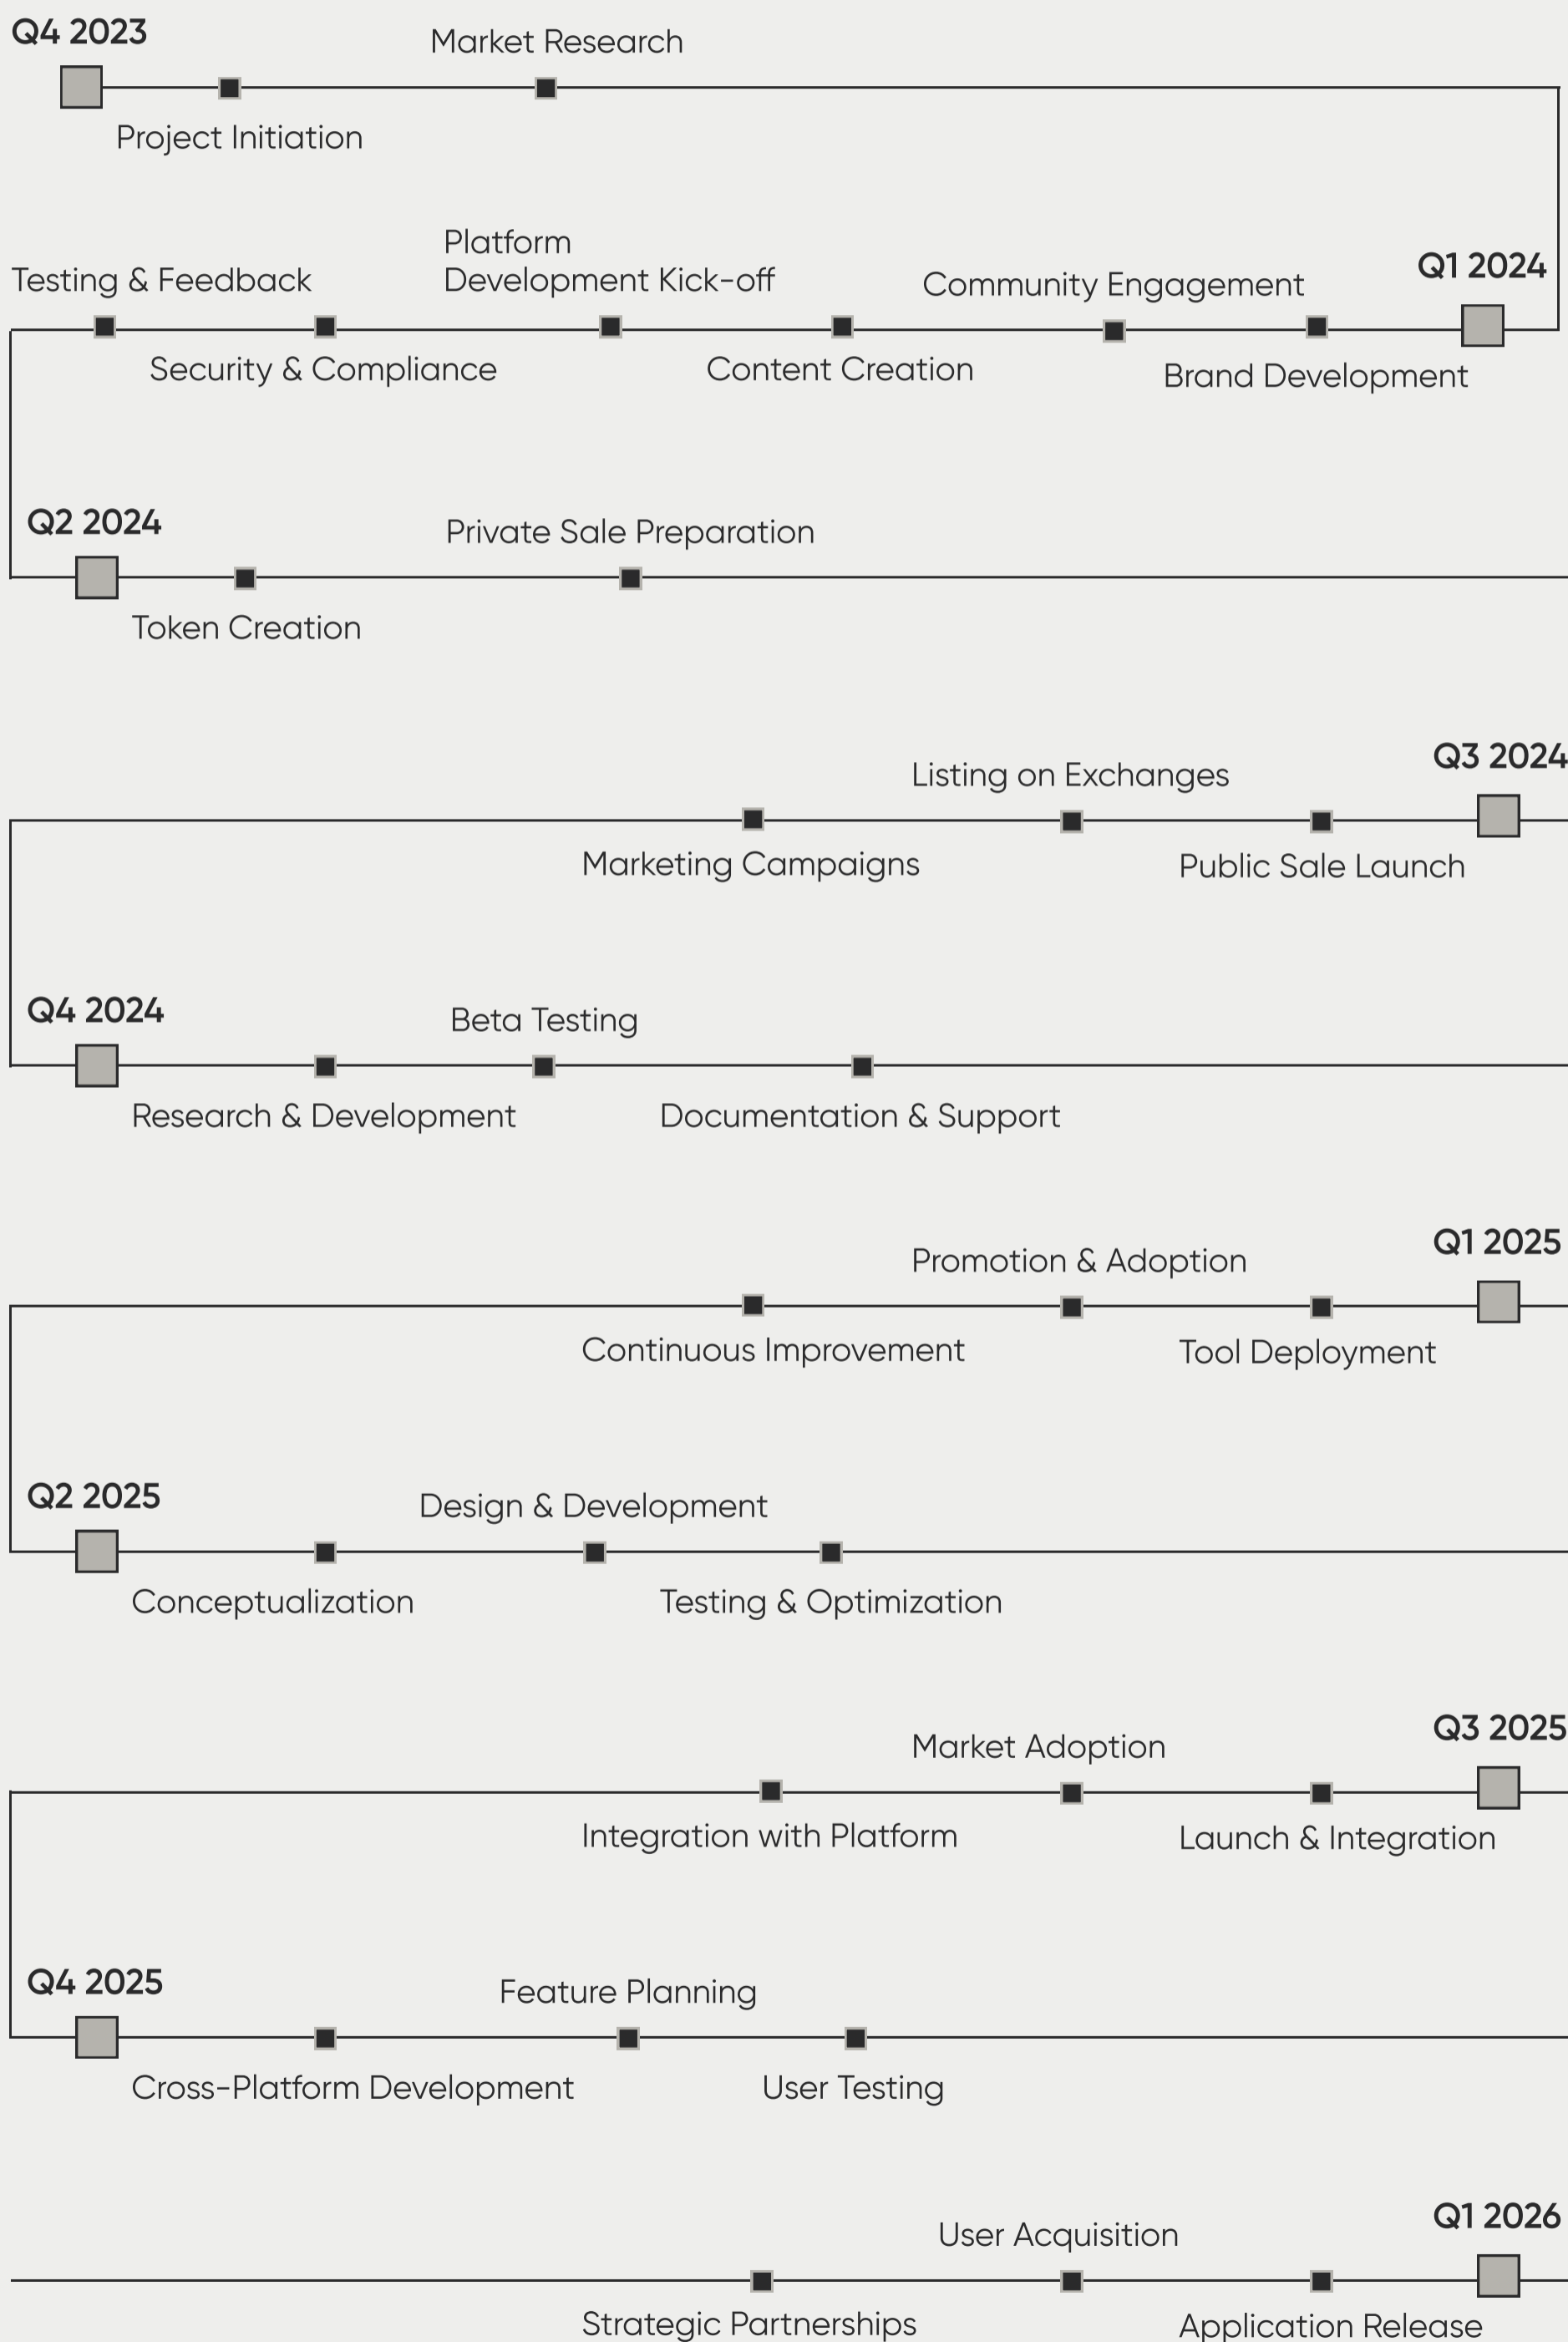 Q4 2023
Market Research
Project Initiation
Platform
Testing & Feedback
Development Kick-off
Community Engagement
Q1 2024
Security & Compliance
Content Creation
Brand Development
Q2 2024
Private Sale Preparation
Token Creation
Q3 2024
Listing on Exchanges
Marketing Campaigns
Public Sale Launch
Q4 2024
Beta Testing
Research & Development
Documentation & Support
Q1 2025
Promotion & Adoption
Continuous Improvement
Tool Deployment
Q2 2025
Design & Development
Conceptualization
Testing & Optimization
Q3 2025
Market Adoption
Integration with Platform
Launch & Integration
Q4 2025
Feature Planning
Cross-Platform Development
User Testing
Q1 2026
User Acquisition
Strategic Partnerships
Application Release